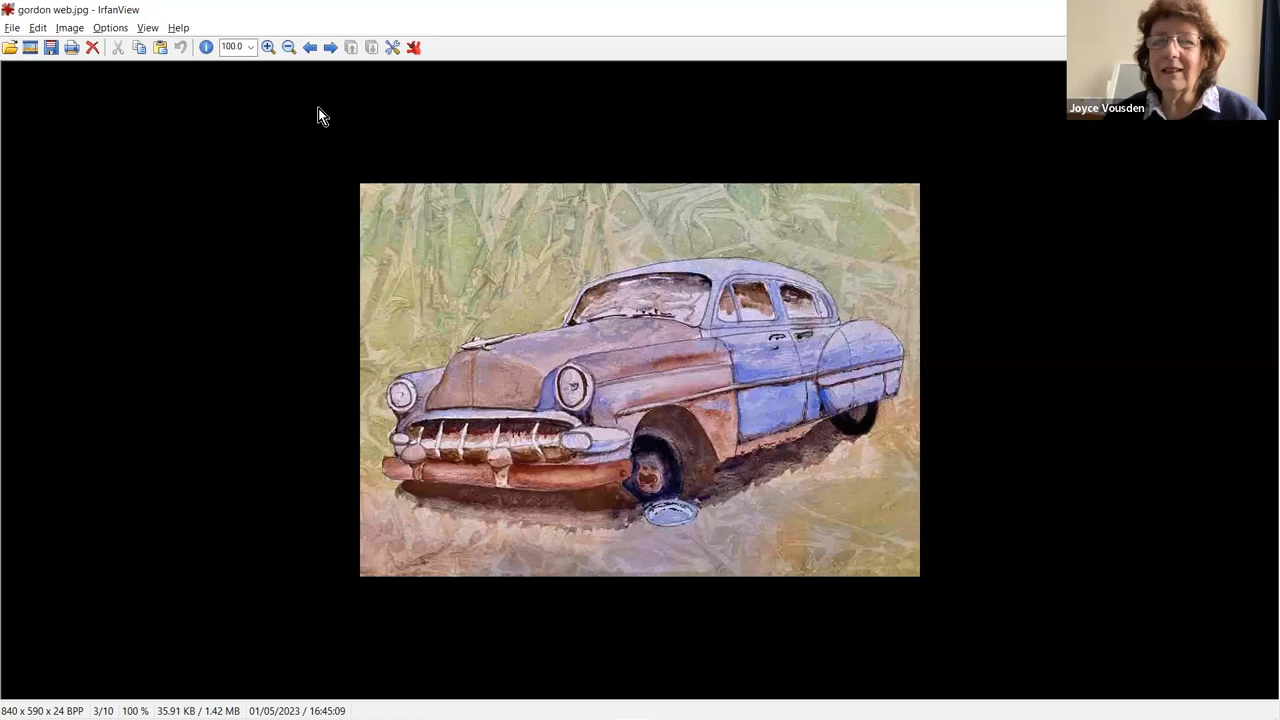 gordon web.jpg - IrfanView
File Edit Image Options View Help
100.0
Joyce Vousden
840 x 590 x 24 BPP 3/10 100 % 35.91 KB / 1.42 MB 01/05/2023 / 16:45:09